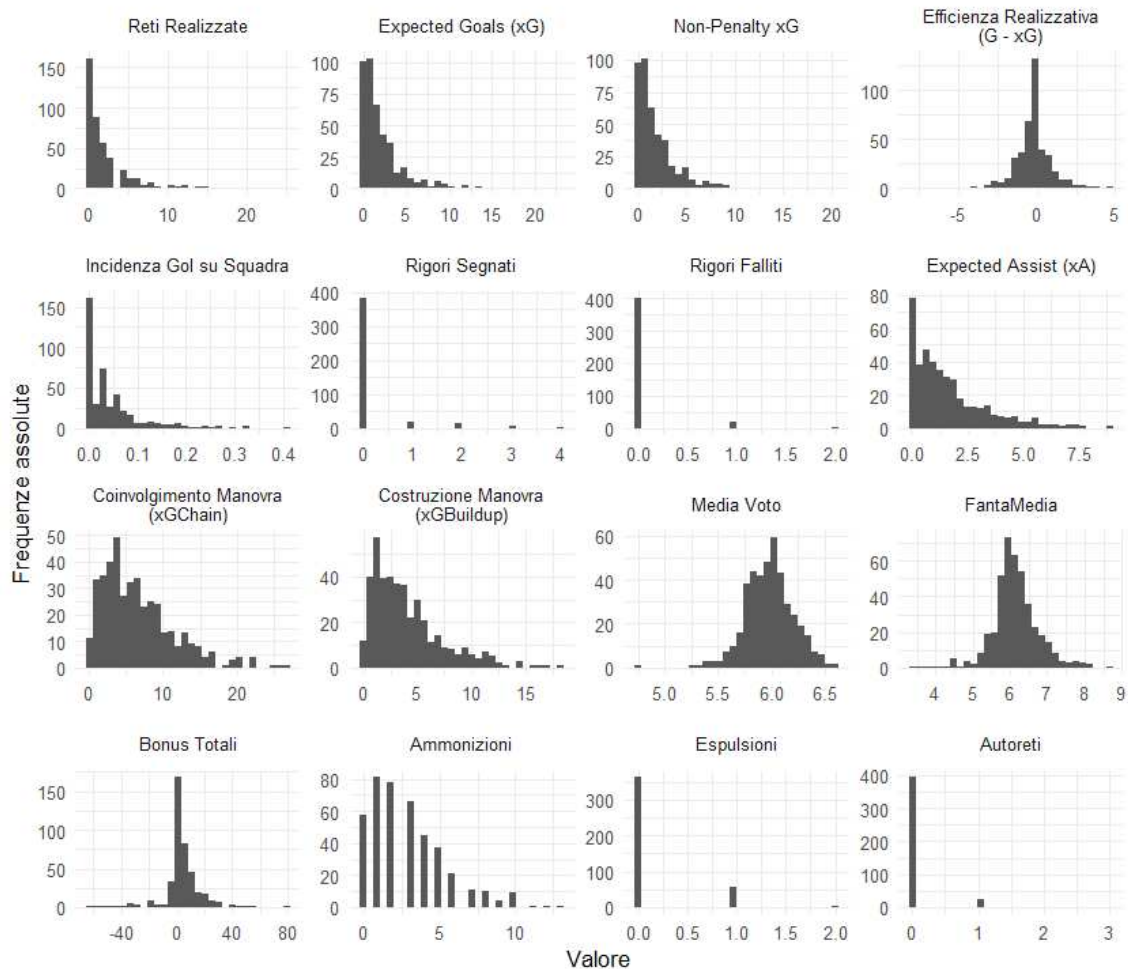 Reti Realizzate
Expected Goals (xG)
Non-Penalty xG
Efficienza Realizzativa
(G - xG)
150
100
50
0
0 10 20
100
75
50
25
0
0 5 10 15 20
100
75
50
25
0
0 5 10 15 20
100
50
0
-5 0 5
Incidenza Gol su Squadra
Rigori Segnati
Rigori Falliti
Expected Assist (xA)
150
100
50
0
0.0 0.1 0.2 0.3 0.4
400
300
200
100
0
0 1 2 3 4
400
300
200
100
0
0.0 0.5 1.0 1.5 2.0
80
60
40
20
0
0.0 2.5 5.0 7.5
Coinvolgimento Manovra
(xGChain)
Costruzione Manovra
(xGBuildup)
Media Voto
FantaMedia
50
40
30
20
10
0
0 10 20
40
20
0
0 5 10 15
60
40
20
0
5.0 5.5 6.0 6.5
60
40
20
0
4 5 6 7 8 9
Bonus Totali
Ammonizioni
Espulsioni
Autoreti
150
100
50
0
-40 0 40 80
80
60
40
20
0
0 5 10
300
200
100
0
0.0 0.5 1.0 1.5 2.0
400
300
200
100
0
0 1 2 3
Frequenze assolute
Valore